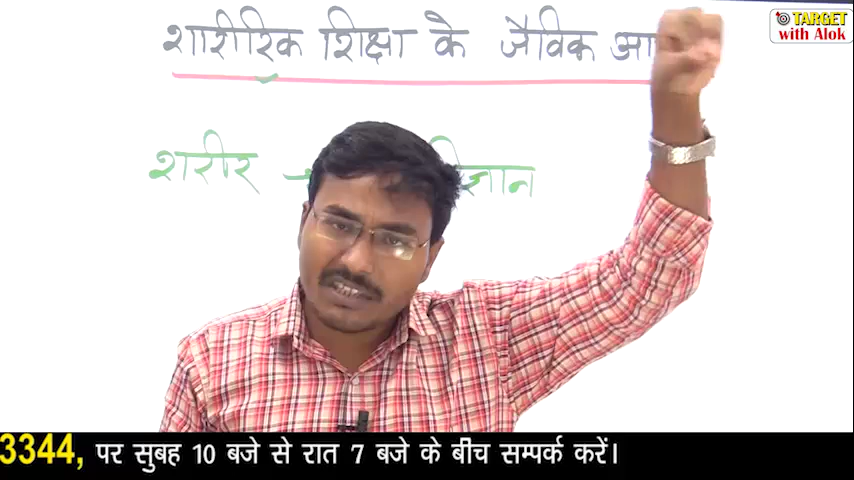 शारीरिक शिक्षा के जैविक
TARGET
with Alok
शरीर
3344, पर सुबह 10 बजे से रात 7 बजे के बीच सम्पर्क करें।